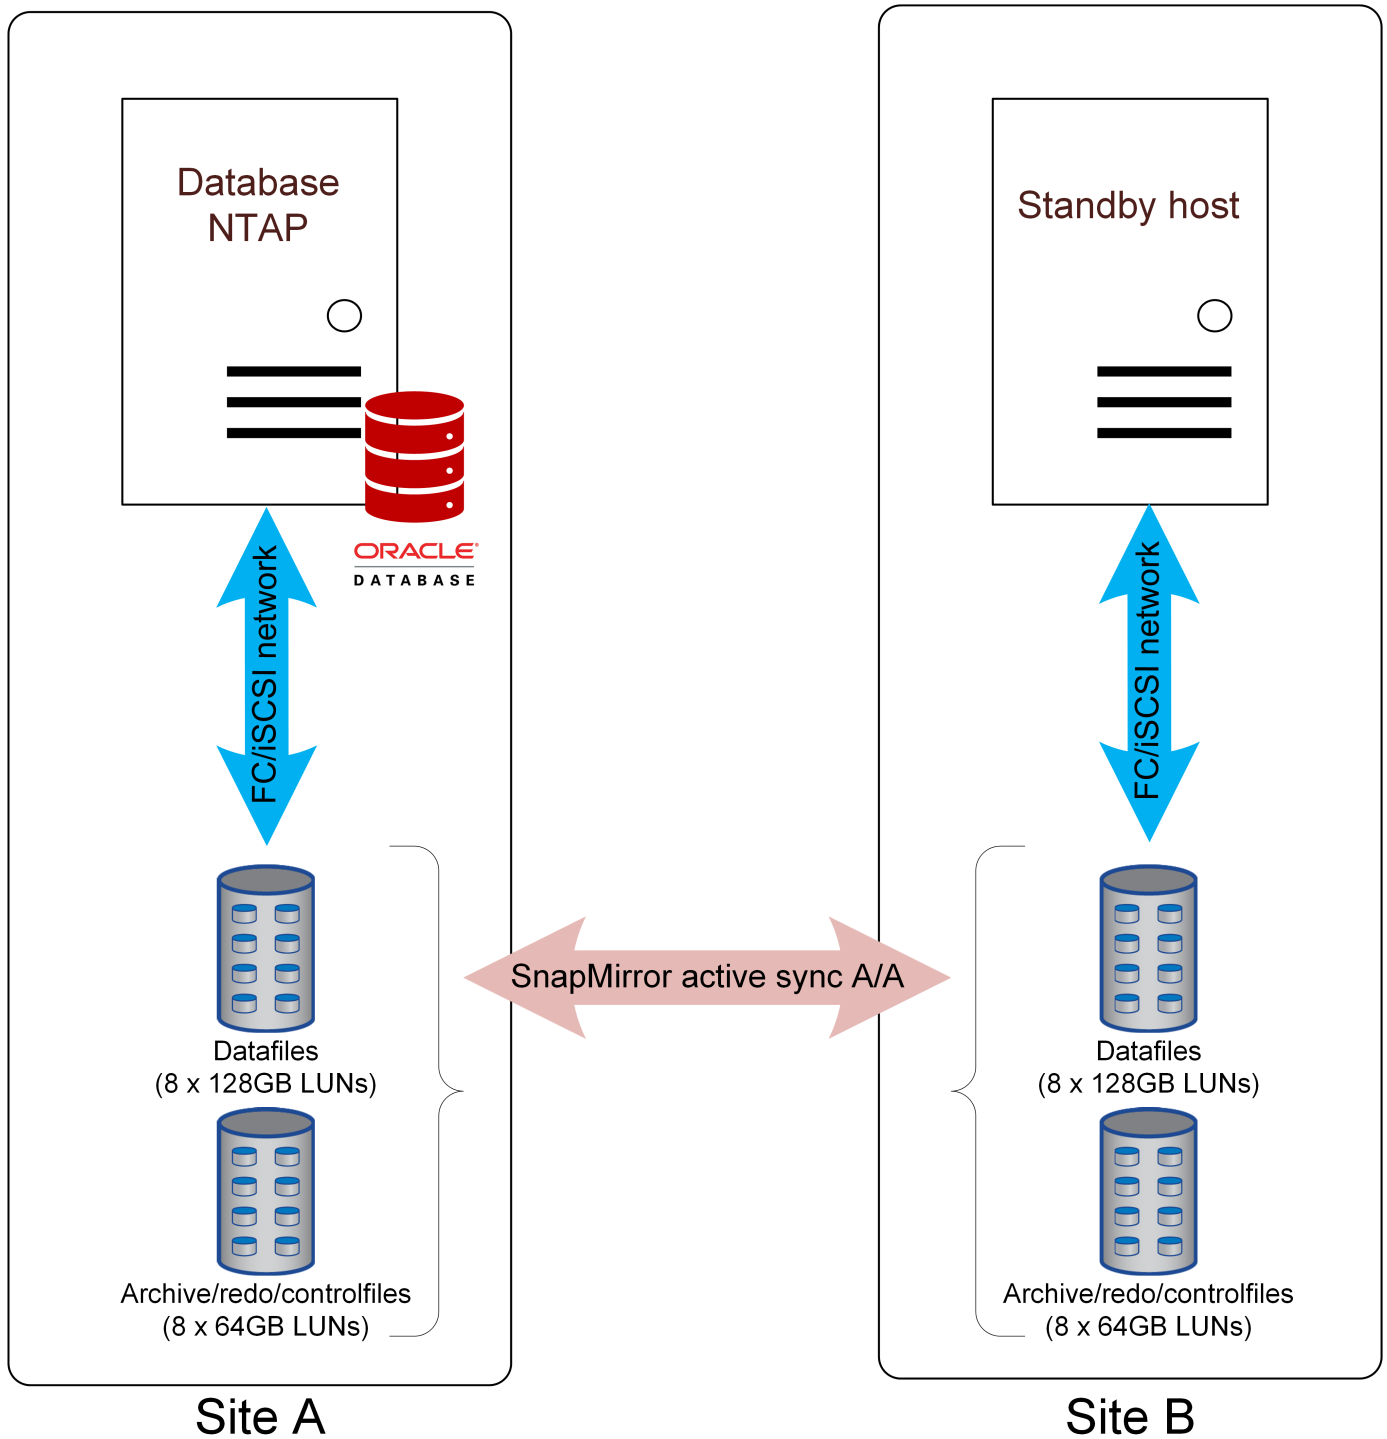 Database
NTAP
ORACLE®
DATABASE
FC/iSCSI network
Datafiles
(8 x 128GB LUNs)
Archive/redo/controlfiles
(8 x 64GB LUNs)
Site A
SnapMirror active sync A/A
Standby host
FC/iSCSI network
Datafiles
(8 x 128GB LUNs)
Archive/redo/controlfiles
(8 x 64GB LUNs)
Site B